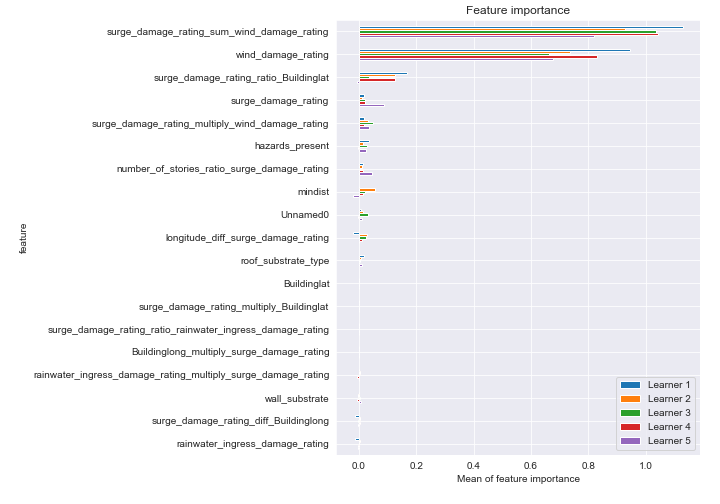 Feature importance
surge_damage_rating_sum_wind_damage_rating
wind_damage_rating
surge_damage_rating_ratio_Buildinglat
surge_damage_rating
surge_damage_rating_multiply_wind_damage_rating
hazards_present
number_of_stories_ratio_surge_damage_rating
mindist
Unnamed0
longitude_diff_surge_damage_rating
roof_substrate_type
Buildinglat
surge_damage_rating_multiply_Buildinglat
surge_damage_rating_ratio_rainwater_ingress_damage_rating
Buildinglong_multiply_surge_damage_rating
rainwater_ingress_damage_rating_multiply_surge_damage_rating
wall_substrate
surge_damage_rating_diff_Buildinglong
rainwater_ingress_damage_rating
feature
Learner 1
Learner 2
Learner 3
Learner 4
Learner 5
0.0 0.2 0.4 0.6 0.8 1.0
Mean of feature importance